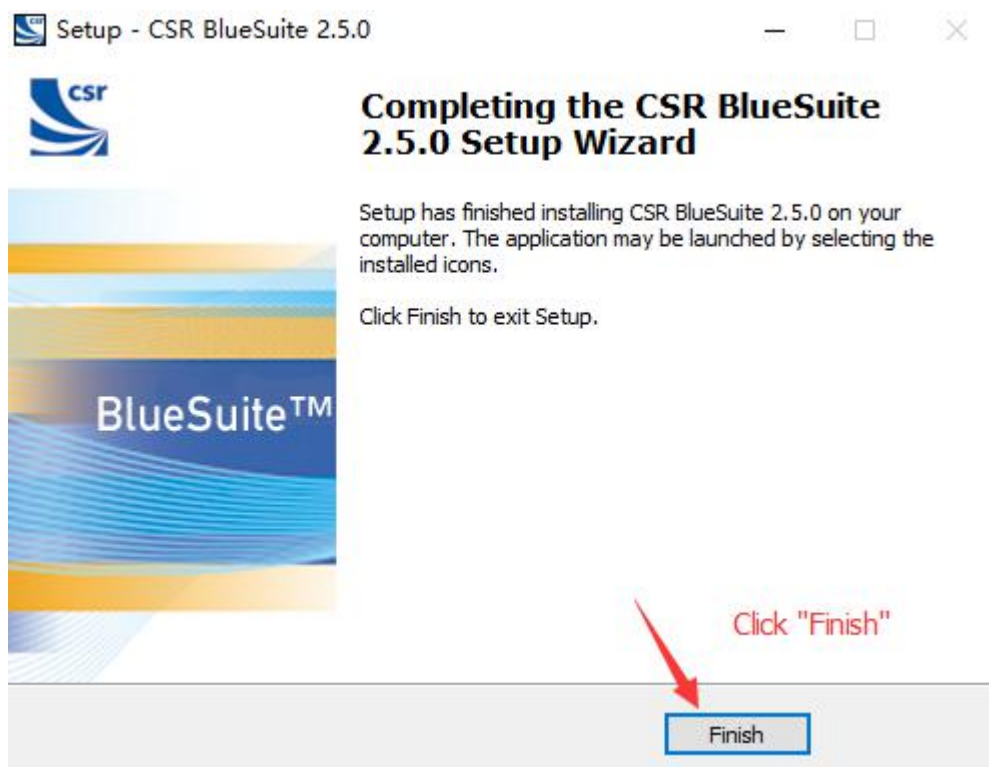 csr
Setup - CSR BlueSuite 2.5.0
csr
Completing the CSR BlueSuite
2.5.0 Setup Wizard
Setup has finished installing CSR BlueSuite 2.5.0 on your
computer. The application may be launched by selecting the
installed icons.
Click Finish to exit Setup.
BlueSuite™
Click "Finish"
Finish